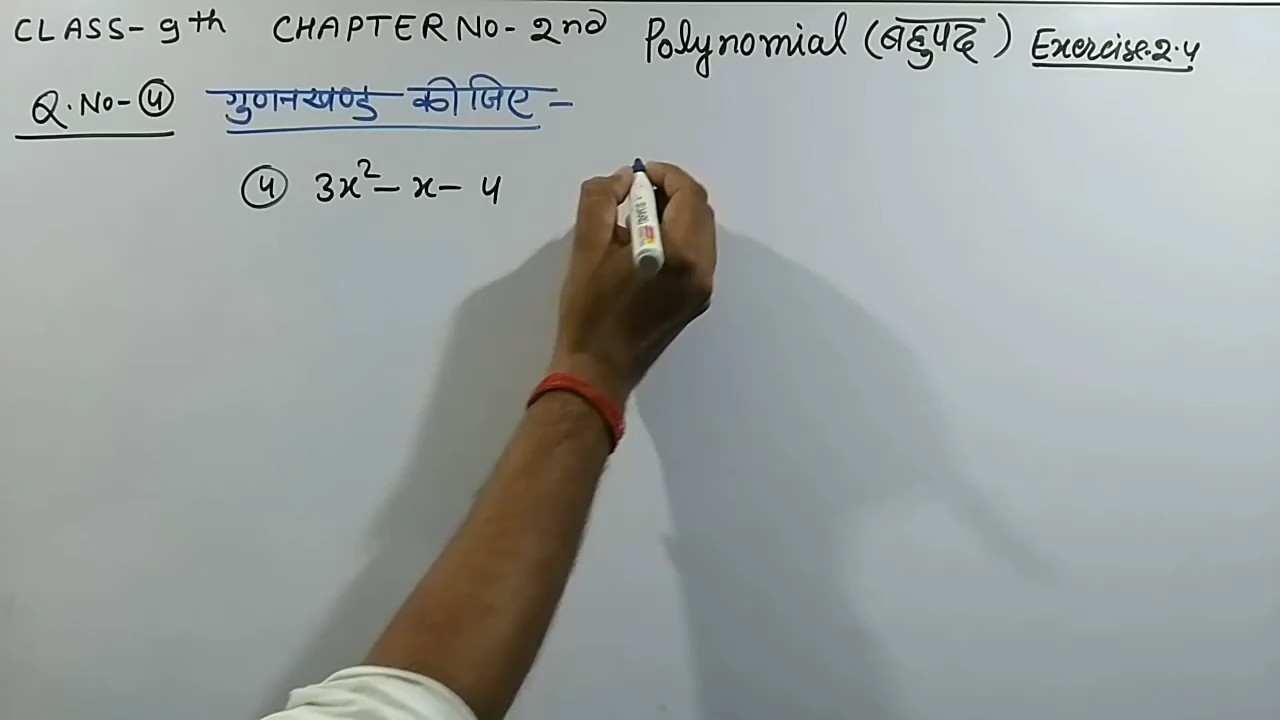 CLASS-9th CHAPTER NO-2nd Polynomial (बहुपद) Exercise-2.4
Q.No-④ गुणनखण्ड कीजिए -
④ 3x²-x-4